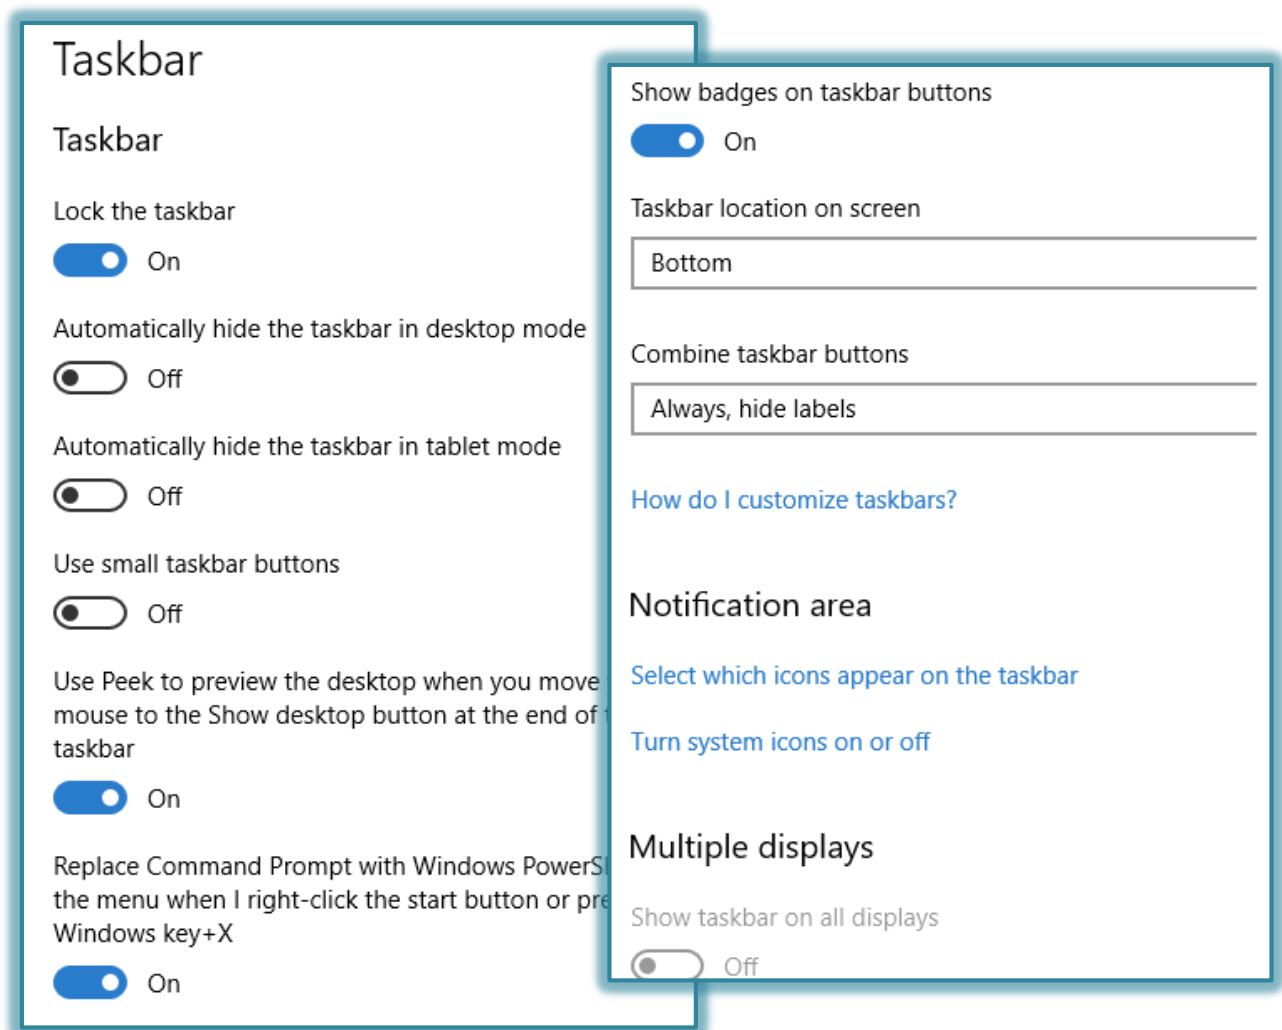 Taskbar
Taskbar
Lock the taskbar
On
Automatically hide the taskbar in desktop mode
Off
Automatically hide the taskbar in tablet mode
Off
Use small taskbar buttons
Off
Use Peek to preview the desktop when you move
mouse to the Show desktop button at the end of
taskbar
On
Replace Command Prompt with Windows
the menu when I right-click the start button or
Windows key+X
On
Show badges on taskbar buttons
On
Taskbar location on screen
Bottom
Combine taskbar buttons
Always, hide labels
How do I customize taskbars?
Notification area
Select which icons appear on the taskbar
Turn system icons on or off
Multiple displays
Show taskbar on all displays
Off